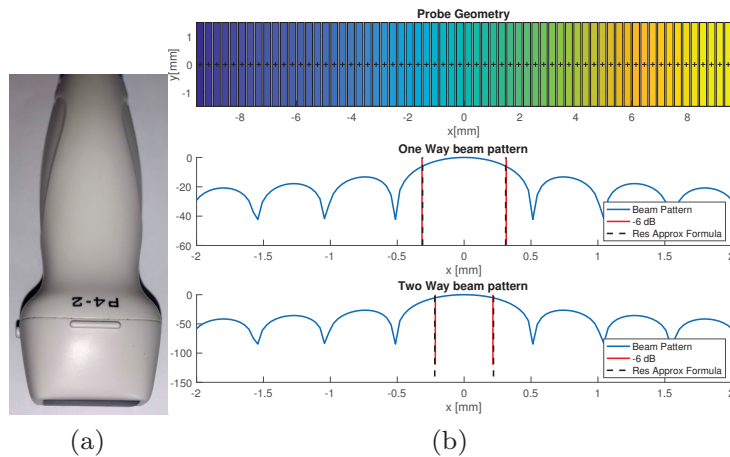 P4-2
(a)
Probe Geometry
y[mm]
1
0
-1
-8 -6 -4 -2 0 2 4 6 8
x[mm]
One Way beam pattern
0
-20
-40
-60
-2 -1.5 -1 -0.5 0 0.5 1 1.5 2
x [mm]
Beam Pattern
-6 dB
Res Approx Formula
Two Way beam pattern
0
-50
-100
-150
-2 -1.5 -1 -0.5 0 0.5 1 1.5 2
x [mm]
Beam Pattern
-6 dB
Res Approx Formula
(b)